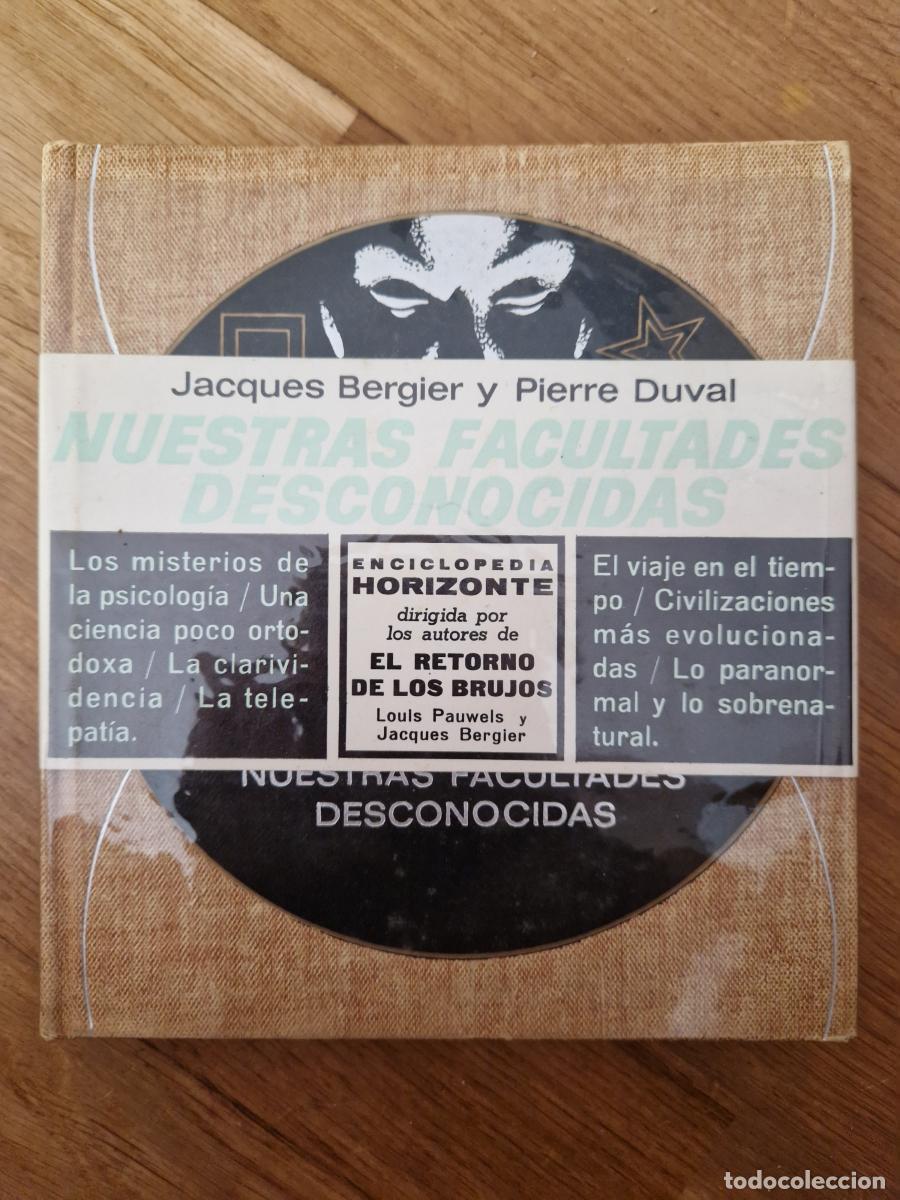 Jacques Bergier y Pierre Duval
NUESTRAS FACULTADES
DESCONOCIDAS
Los misterios de
la psicología / Una
ciencia poco orto-
doxa / La clarivi-
dencia / La tele-
patía.
ENCICLOPEDIA
HORIZONTE
dirigida por
los autores de
EL RETORNO
DE LOS BRUJOS
Louis Pauwels y
Jacques Bergier
El viaje en el tiem-
po / Civilizaciones
más evoluciona-
das / Lo paranor-
mal y lo sobrena-
tural.
NUESTRAS FACULTADES
DESCONOCIDAS
todocoleccion